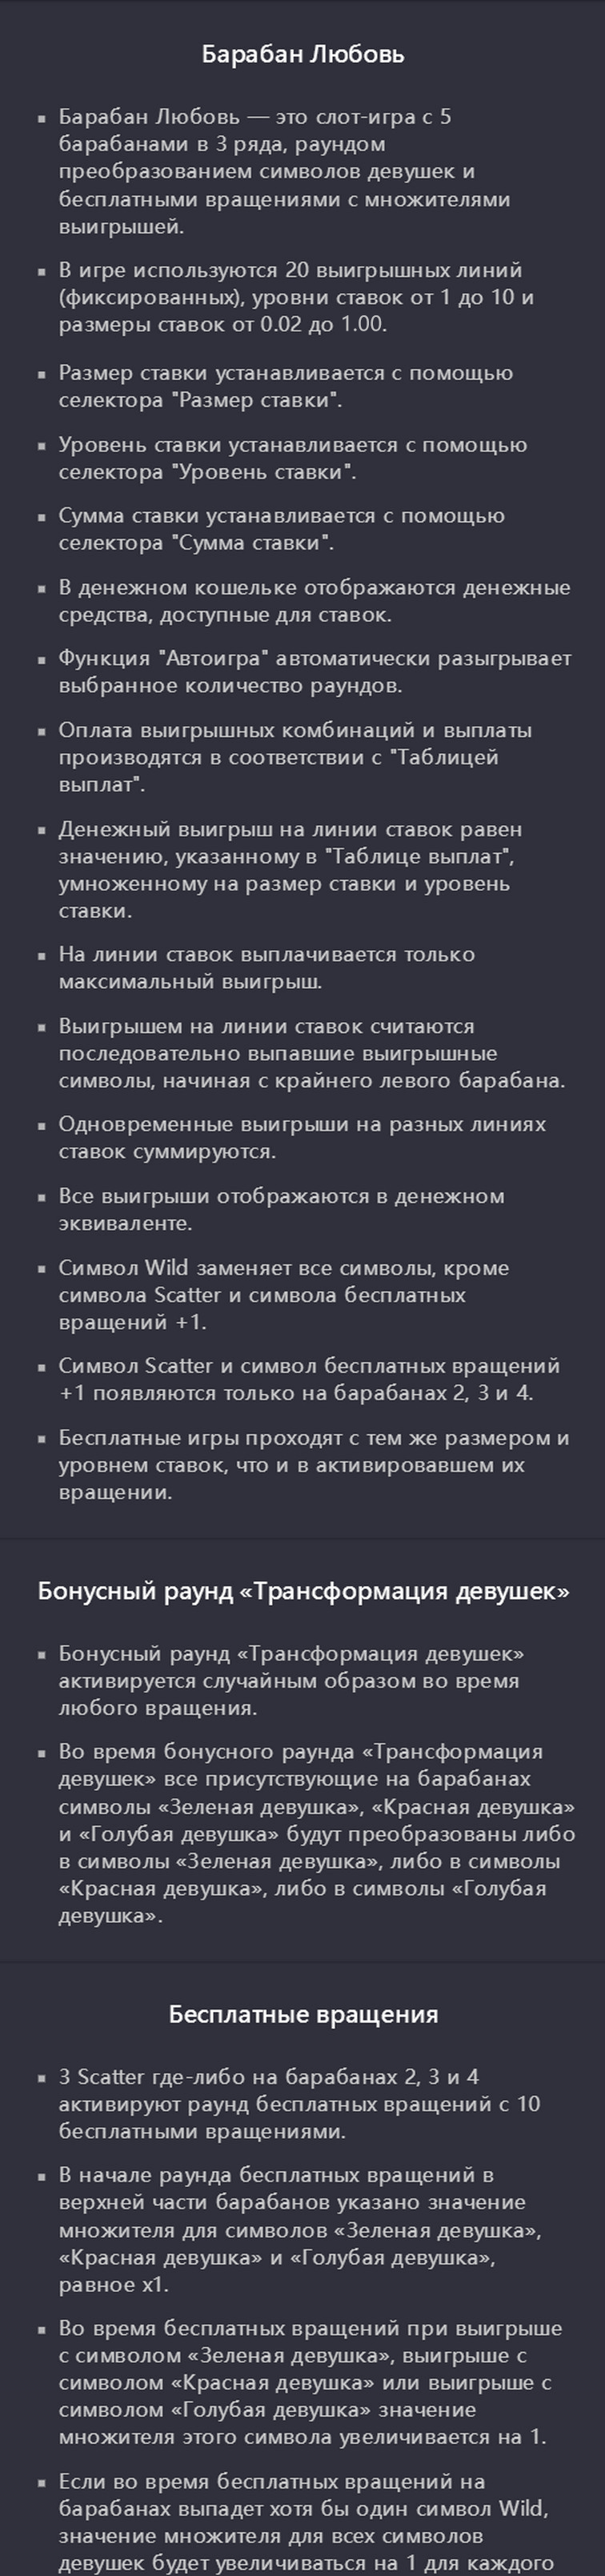 Барабан Любовь
▪ Барабан Любовь — это слот-игра с 5
барабанами в 3 ряда, раундом
преобразованием символов девушек и
бесплатными вращениями с множителями
выигрышей.
▪ В игре используются 20 выигрышных линий
(фиксированных), уровни ставок от 1 до 10 и
размеры ставок от 0.02 до 1.00.
▪ Размер ставки устанавливается с помощью
селектора "Размер ставки".
▪ Уровень ставки устанавливается с помощью
селектора "Уровень ставки".
▪ Сумма ставки устанавливается с помощью
селектора "Сумма ставки".
▪ В денежном кошельке отображаются денежные
средства, доступные для ставок.
▪ Функция "Автоигра" автоматически разыгрывает
выбранное количество раундов.
▪ Оплата выигрышных комбинаций и выплаты
производятся в соответствии с "Таблицей
выплат".
▪ Денежный выигрыш на линии ставок равен
значению, указанному в "Таблице выплат",
умноженному на размер ставки и уровень
ставки.
▪ На линии ставок выплачивается только
максимальный выигрыш.
▪ Выигрышем на линии ставок считаются
последовательно выпавшие выигрышные
символы, начиная с крайнего левого барабана.
▪ Одновременные выигрыши на разных линиях
ставок суммируются.
▪ Все выигрыши отображаются в денежном
эквиваленте.
▪ Символ Wild заменяет все символы, кроме
символа Scatter и символа бесплатных
вращений +1.
▪ Символ Scatter и символ бесплатных вращений
+1 появляются только на барабанах 2, 3 и 4.
▪ Бесплатные игры проходят с тем же размером и
уровнем ставок, что и в активировавшем их
вращении.
Бонусный раунд «Трансформация девушек»
▪ Бонусный раунд «Трансформация девушек»
активируется случайным образом во время
любого вращения.
▪ Во время бонусного раунда «Трансформация
девушек» все присутствующие на барабанах
символы «Зеленая девушка», «Красная девушка»
и «Голубая девушка» будут преобразованы либо
в символы «Зеленая девушка», либо в символы
«Красная девушка», либо в символы «Голубая
девушка».
Бесплатные вращения
▪ 3 Scatter где-либо на барабанах 2, 3 и 4
активируют раунд бесплатных вращений с 10
бесплатными вращениями.
▪ В начале раунда бесплатных вращений в
верхней части барабанов указано значение
множителя для символов «Зеленая девушка»,
«Красная девушка» и «Голубая девушка»,
равное x1.
▪ Во время бесплатных вращений при выигрыше
с символом «Зеленая девушка», выигрыше с
символом «Красная девушка» или выигрыше с
символом «Голубая девушка» значение
множителя этого символа увеличивается на 1.
▪ Если во время бесплатных вращений на
барабанах выпадет хотя бы один символ Wild,
значение множителя для всех символов
девушек будет увеличиваться на 1 для каждого